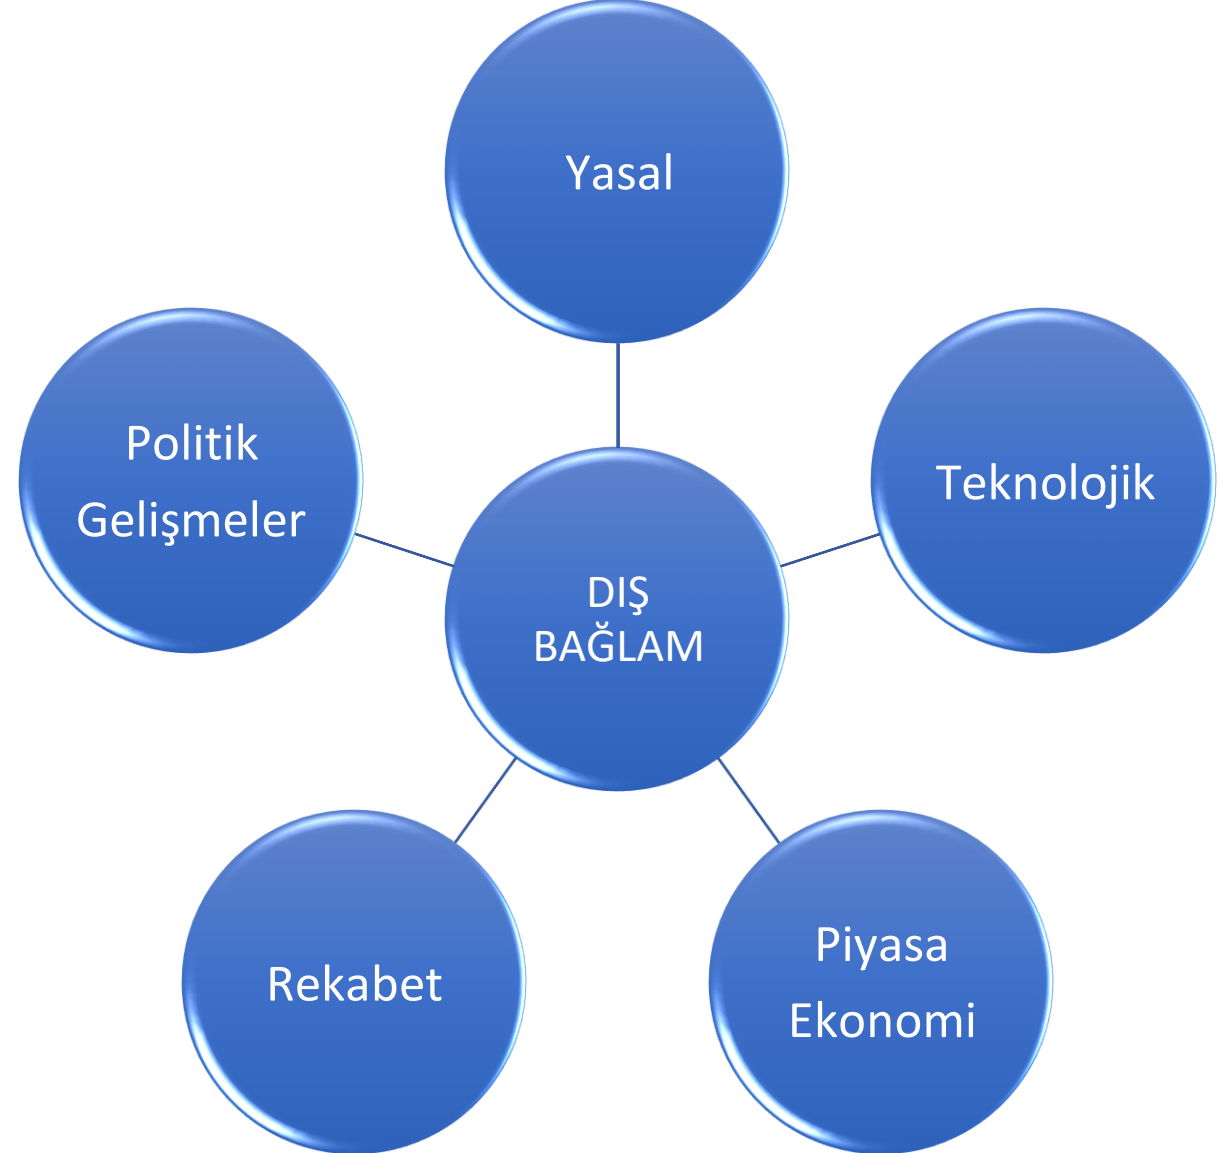 Yasal
Politik
Gelişmeler
Teknolojik
DIŞ
BAĞLAM
Rekabet
Piyasa
Ekonomi